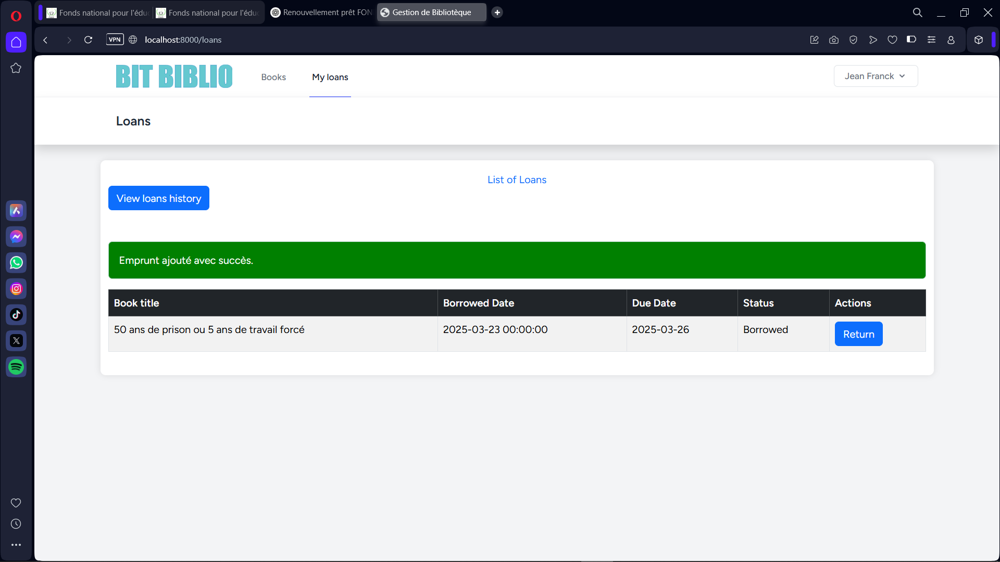 Fonds national pour l'édu
Fonds national pour l'édu
Renouvellement prêt FON
Gestion de Bibliotèque
VPN
localhost:8000/loans
BIT BIBLIO
Books
My loans
Jean Franck
Loans
List of Loans
View loans history
Emprunt ajouté avec succès.
Book title Borrowed Date Due Date Status Actions
50 ans de prison ou 5 ans de travail forcé 2025-03-23 00:00:00 2025-03-26 Borrowed Return